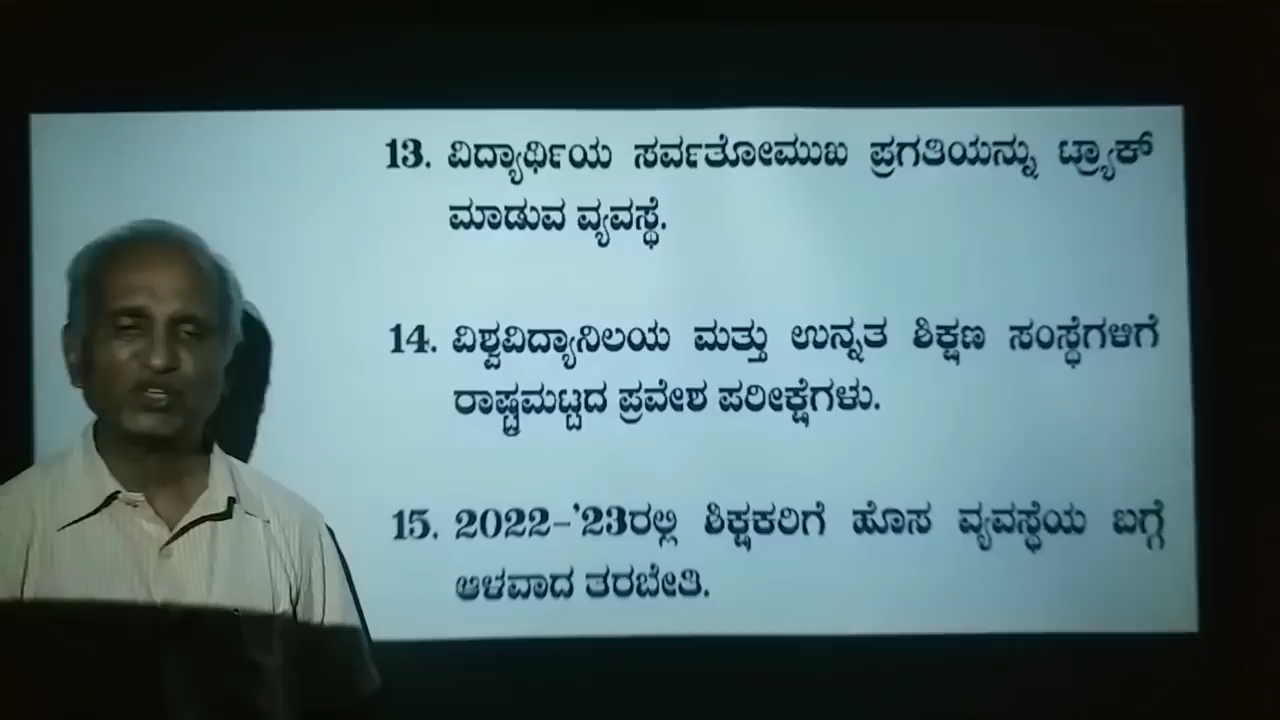 13. ವಿದ್ಯಾರ್ಥಿಯ ಸರ್ವತೋಮುಖ ಪ್ರಗತಿಯನ್ನು ಟ್ರ್ಯಾಕ್
ಮಾಡುವ ವ್ಯವಸ್ಥೆ.
14. ವಿಶ್ವವಿದ್ಯಾನಿಲಯ ಮತ್ತು ಉನ್ನತ ಶಿಕ್ಷಣ ಸಂಸ್ಥೆಗಳಿಗೆ
ರಾಷ್ಟ್ರಮಟ್ಟದ ಪ್ರವೇಶ ಪರೀಕ್ಷೆಗಳು.
15. 2022-'23ರಲ್ಲಿ ಶಿಕ್ಷಕರಿಗೆ ಹೊಸ ವ್ಯವಸ್ಥೆಯ ಬಗ್ಗೆ
ಆಳವಾದ ತರಬೇತಿ.